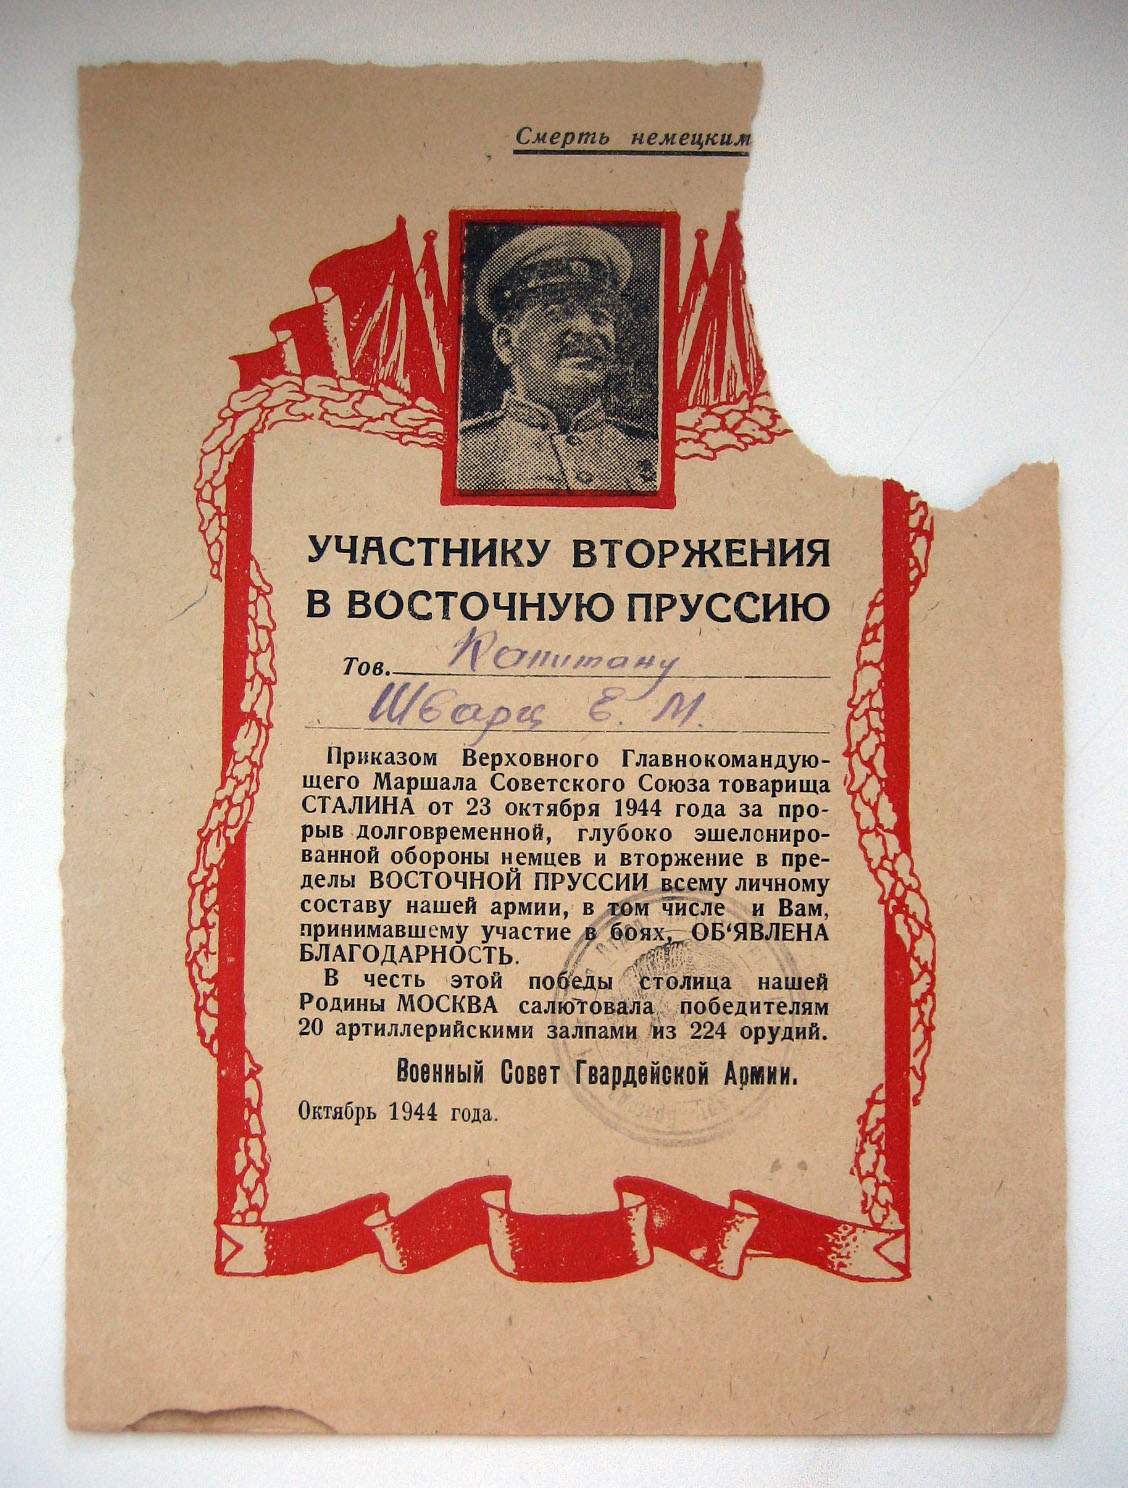 Смерть немецким
УЧАСТНИКУ ВТОРЖЕНИЯ
В ВОСТОЧНУЮ ПРУССИЮ
Тов. Капитану
Шварц Е. М.
Приказом Верховного Главнокомандую-
щего Маршала Советского Союза товарища
СТАЛИНА от 23 октября 1944 года за про-
рыв долговременной, глубоко эшелониро-
ванной обороны немцев и вторжение в пре-
делы ВОСТОЧНОЙ ПРУССИИ всему личному
составу нашей армии, в том числе и Вам,
принимавшему участие в боях, ОБ'ЯВЛЕНА
БЛАГОДАРНОСТЬ.
В честь этой победы столица нашей
Родины МОСКВА салютовала победителям
20 артиллерийскими залпами из 224 орудий.
Военный Совет Гвардейской Армии.
Октябрь 1944 года.